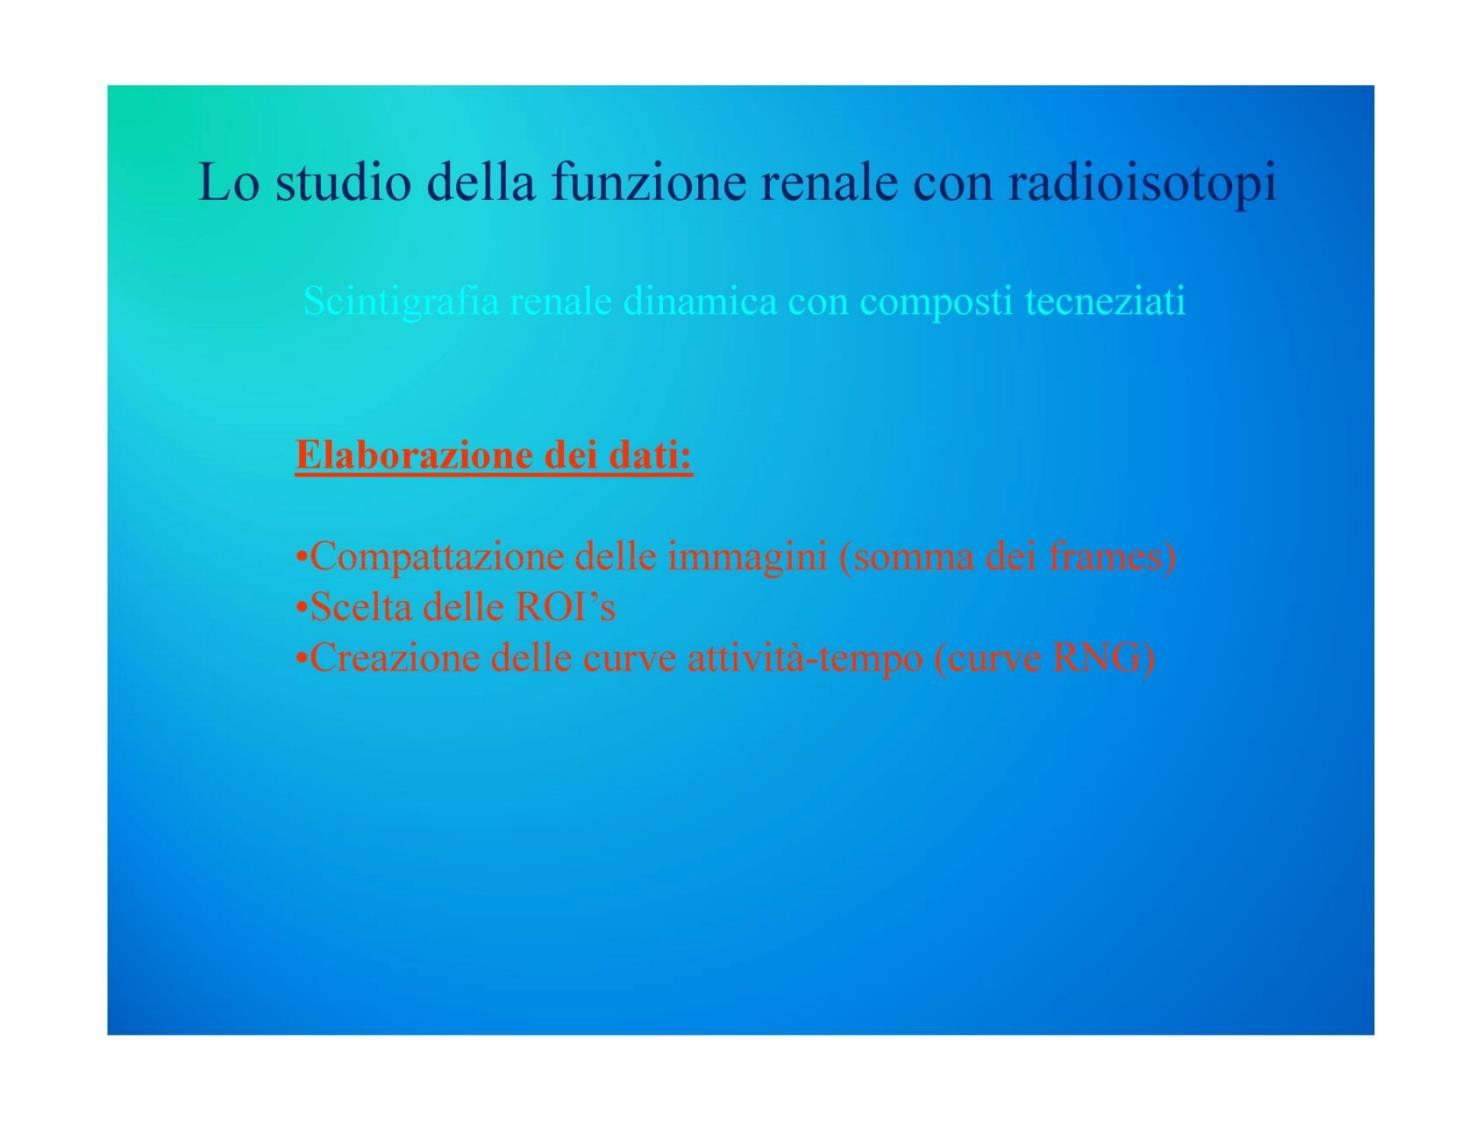 Lo studio della funzione renale con radioisotopi
Scintigrafia renale dinamica con composti tecneziati
Elaborazione dei dati:
•Compattazione delle immagini (somma dei frames)
•Scelta delle ROI’s
•Creazione delle curve attività-tempo (curve RNG)